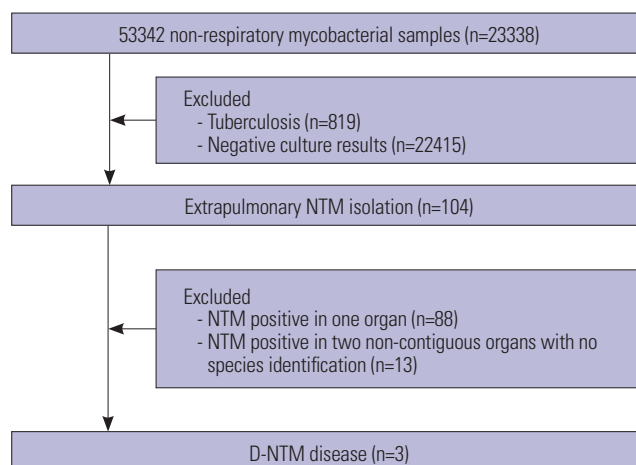 53342 non-respiratory mycobacterial samples (n=23338)
Excluded
- Tuberculosis (n=819)
- Negative culture results (n=22415)
Extrapulmonary NTM isolation (n=104)
Excluded
- NTM positive in one organ (n=88)
- NTM positive in two non-contiguous organs with no
species identification (n=13)
D-NTM disease (n=3)